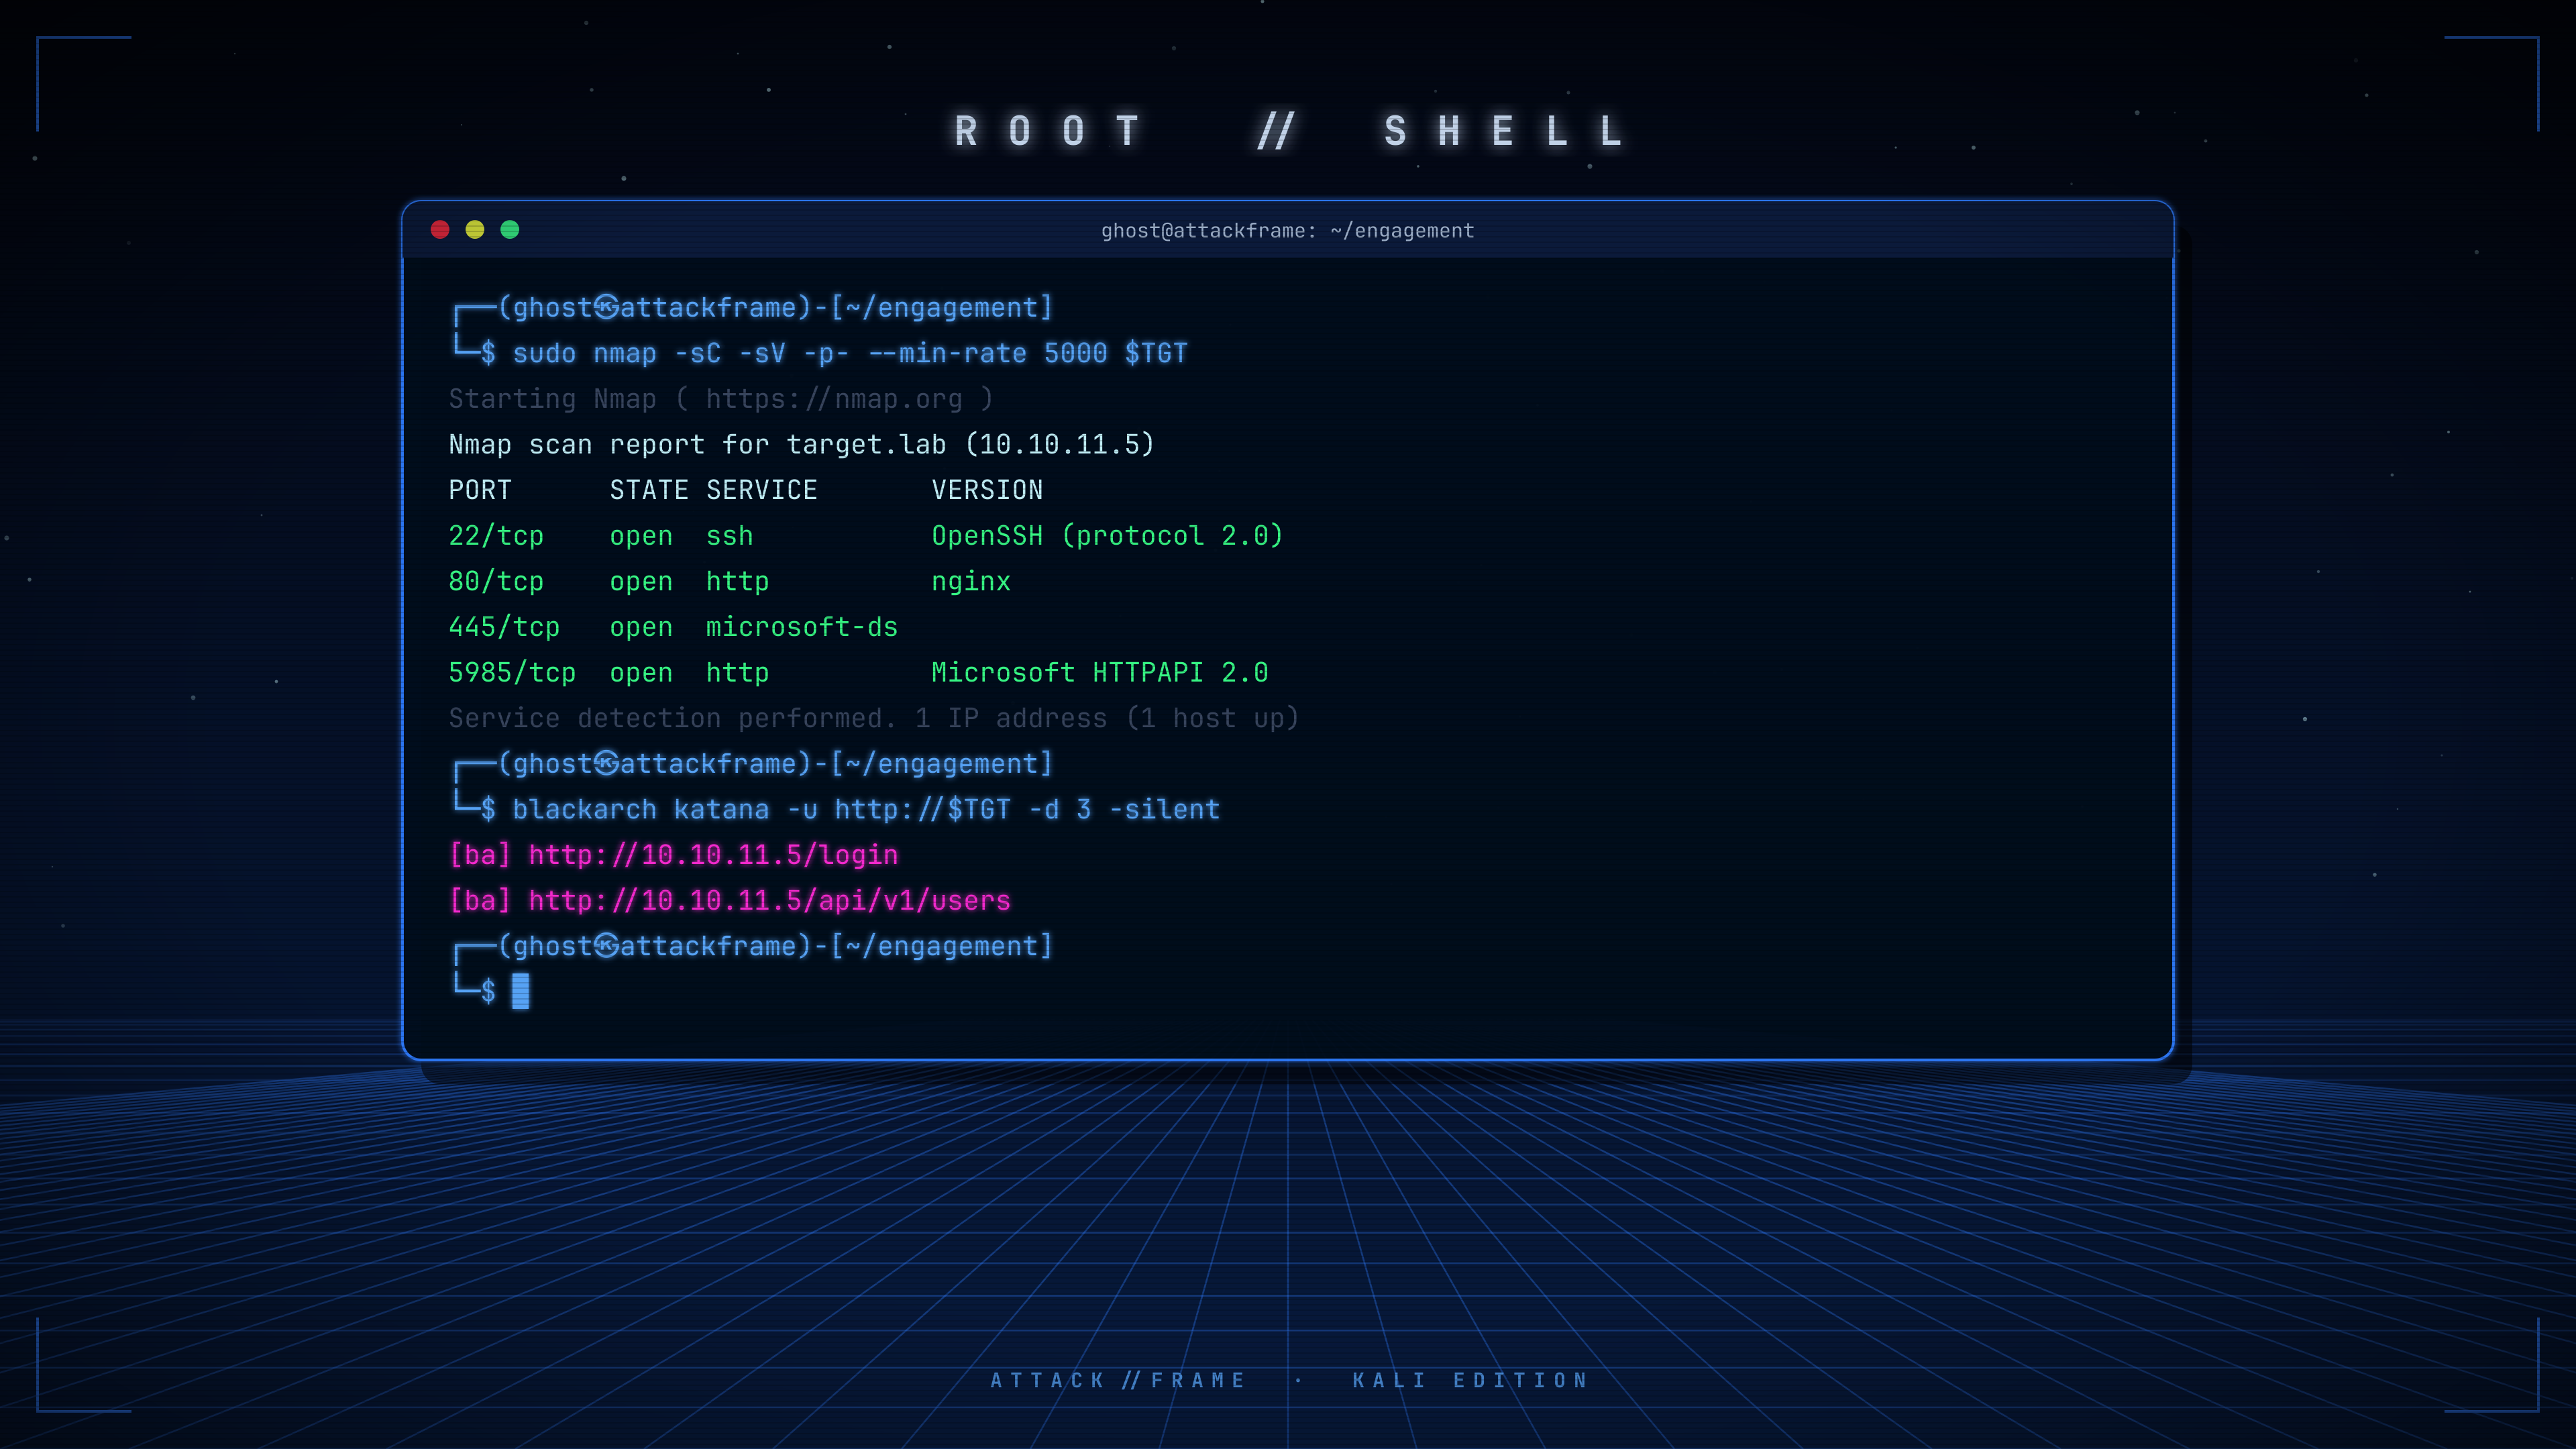 ROOT // SHELL
ghost@attackframe: ~/engagement
┌──(ghost㉿attackframe)-[~/engagement]
└─$ sudo nmap -sC -sV -p- --min-rate 5000 $TGT
Starting Nmap ( https://nmap.org )
Nmap scan report for target.lab (10.10.11.5)
PORT      STATE SERVICE       VERSION
22/tcp    open  ssh           OpenSSH (protocol 2.0)
80/tcp    open  http          nginx
445/tcp   open  microsoft-ds
5985/tcp  open  http          Microsoft HTTPAPI 2.0
Service detection performed. 1 IP address (1 host up)
┌──(ghost㉿attackframe)-[~/engagement]
└─$ blackarch katana -u http://$TGT -d 3 -silent
[ba] http://10.10.11.5/login
[ba] http://10.10.11.5/api/v1/users
┌──(ghost㉿attackframe)-[~/engagement]
└─$
ATTACK//FRAME · KALI EDITION